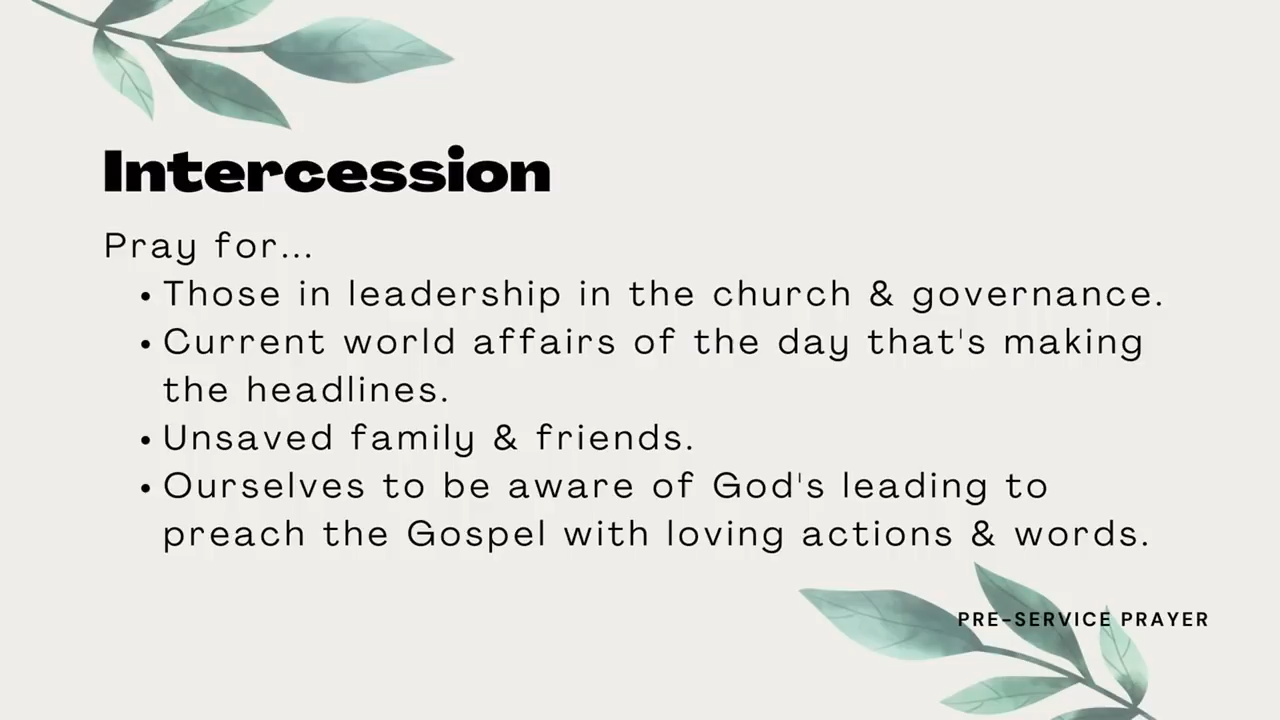 Intercession
Pray for...
• Those in leadership in the church & governance.
• Current world affairs of the day that's making
the headlines.
• Unsaved family & friends.
• Ourselves to be aware of God's leading to
preach the Gospel with loving actions & words.
PRE-SERVICE PRAYER